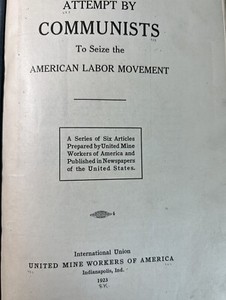 ATTEMPT BY
COMMUNISTS
To Seize the
AMERICAN LABOR MOVEMENT
A Series of Six Articles
Prepared by United Mine
Workers of America and
Published in Newspapers
of the United States.
International Union
UNITED MINE WORKERS OF AMERICA
Indianapolis, Ind.
1923